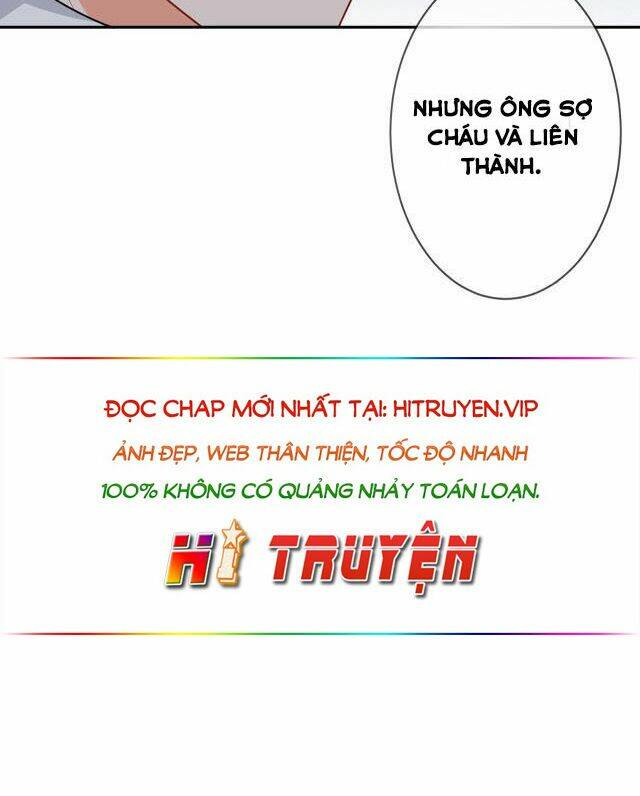 NHƯNG ÔNG SỢ
CHÁU VÀ LIÊN
THÀNH.
ĐỌC CHAP MỚI NHẤT TẠI: HITRUYEN.VIP
ẢNH ĐẸP, WEB THÂN THIỆN, TỐC ĐỘ NHANH
100% KHÔNG CÓ QUẢNG NHẢY TOÁN LOẠN.
HI TRUYỆN